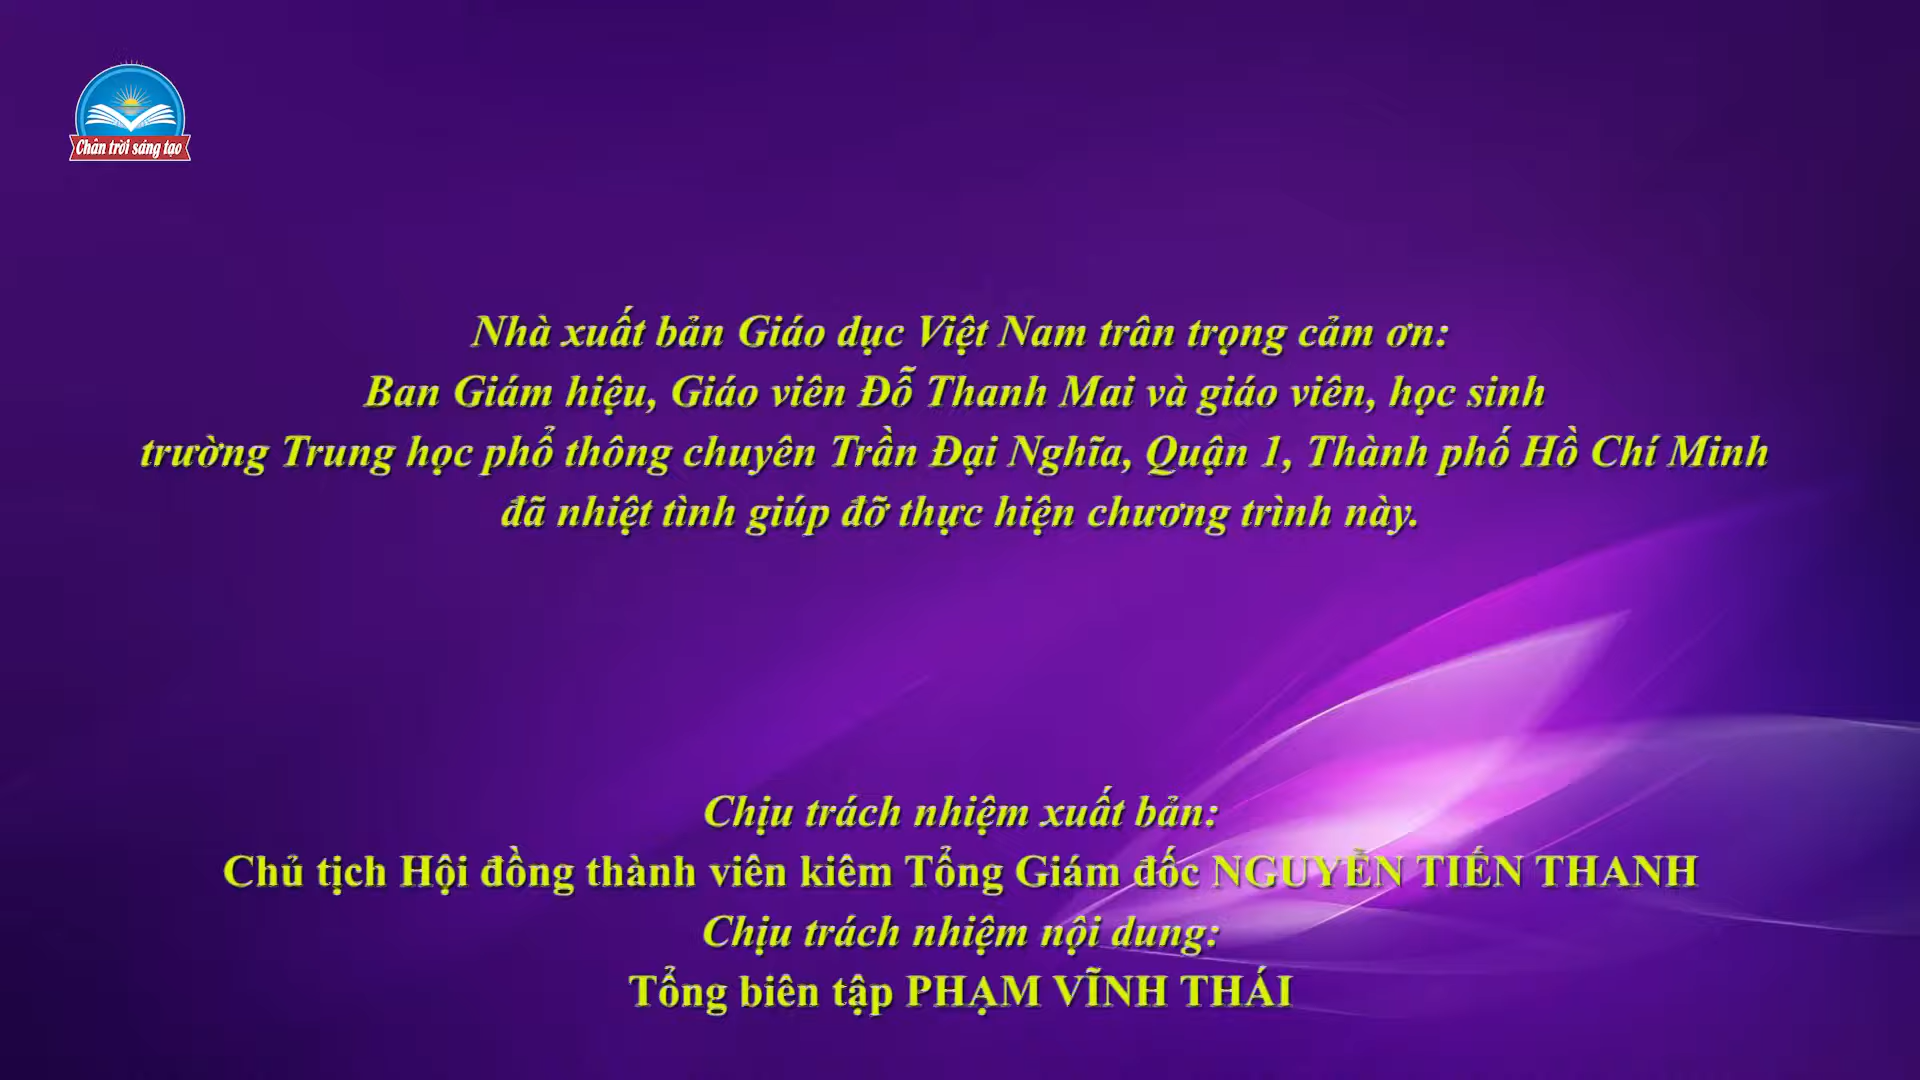 Chân trời sáng tạo
Nhà xuất bản Giáo dục Việt Nam trân trọng cảm ơn:
Ban Giám hiệu, Giáo viên Đỗ Thanh Mai và giáo viên, học sinh
trường Trung học phổ thông chuyên Trần Đại Nghĩa, Quận 1, Thành phố Hồ Chí Minh
đã nhiệt tình giúp đỡ thực hiện chương trình này.
Chịu trách nhiệm xuất bản:
Chủ tịch Hội đồng thành viên kiêm Tổng Giám đốc NGUYỄN TIẾN THANH
Chịu trách nhiệm nội dung:
Tổng biên tập PHẠM VĨNH THÁI